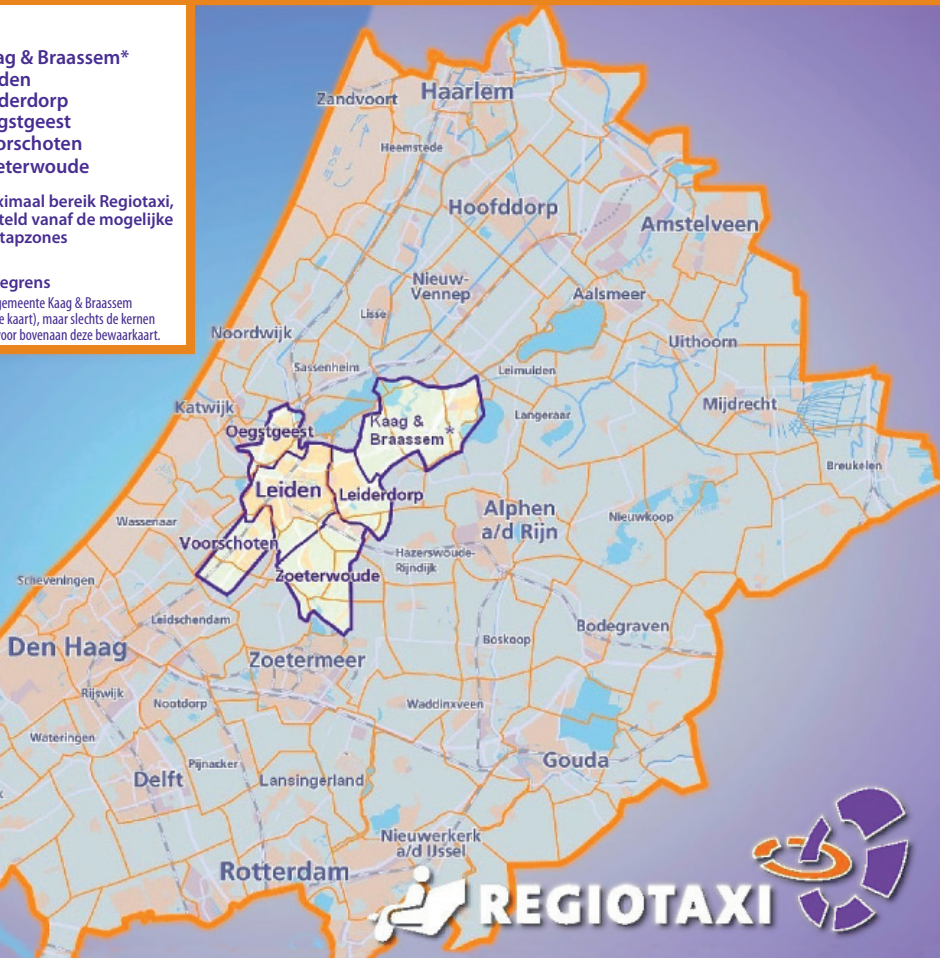 ag & Braassem*
den
derdorp
gstgeest
orschoten
eterwoude
ximaal bereik Regiotaxi,
teld vanaf de mogelijke
tapzones
egrens
gemeente Kaag & Braassem
e kaart), maar slechts de kernen
voor bovenaan deze bewaarkaart.
Zandvoort
Haarlem
Heemstede
Hoofddorp
Amstelveen
Nieuw-
Vennep
Aalsmeer
Lisse
Noordwijk
Uithoorn
Sassenheim
Leimuiden
Katwijk
Langeraar
Mijdrecht
Kaag &
Braassem *
Oegstgeest
Breukelen
Leiden
Leiderdorp
Alphen
a/d Rijn
Nieuwkoop
Wassenaar
Voorschoten
Hazerswoude-
Rijndijk
Zoeterwoude
Scheveningen
Leidschendam
Bodegraven
Boskoop
Den Haag
Zoetermeer
Rijswijk
Nootdorp
Waddinxveen
Wateringen
Pijnacker
Gouda
Delft
Lansingerland
Nieuwerkerk
a/d IJssel
Rotterdam
REGIOTAXI